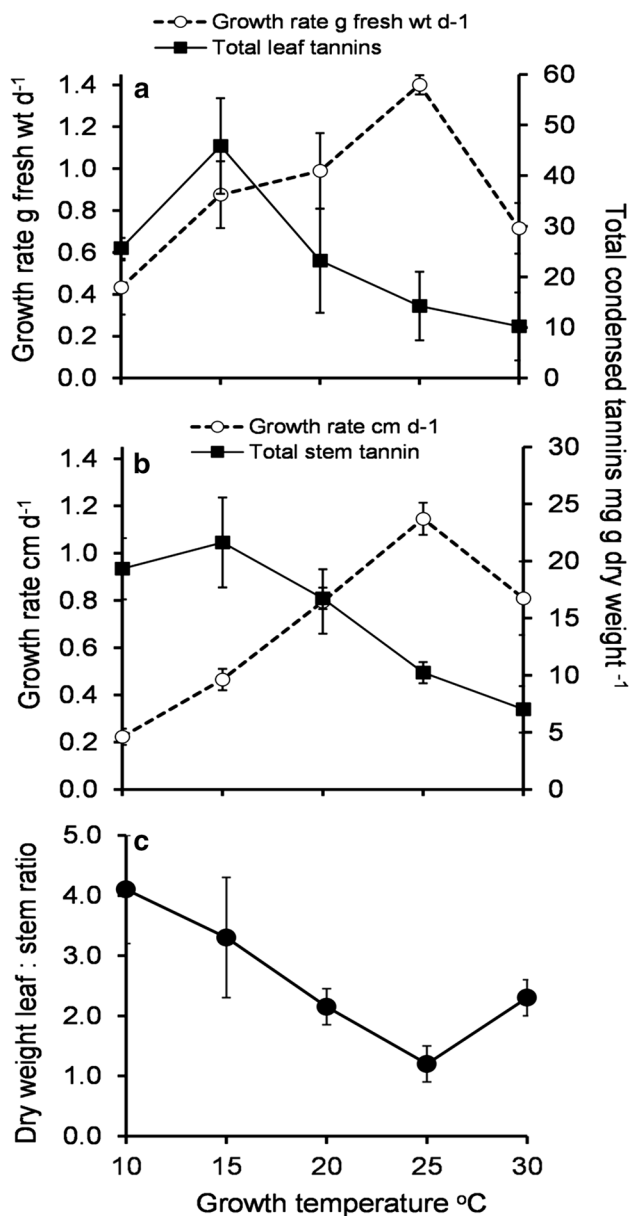 Growth rate g fresh wt d-1
Total leaf tannins
a
1.4
1.2
1.0
0.8
0.6
0.4
0.2
0.0
Growth rate g fresh wt d-1
60
50
40
30
20
10
0
Total condensed tannins mg g dry weight -1
b
Growth rate cm d-1
Total stem tannin
1.4
1.2
1.0
0.8
0.6
0.4
0.2
0.0
Growth rate cm d-1
30
25
20
15
10
5
0
c
5.0
4.0
3.0
2.0
1.0
0.0
Dry weight leaf : stem ratio
10 15 20 25 30
Growth temperature ºC